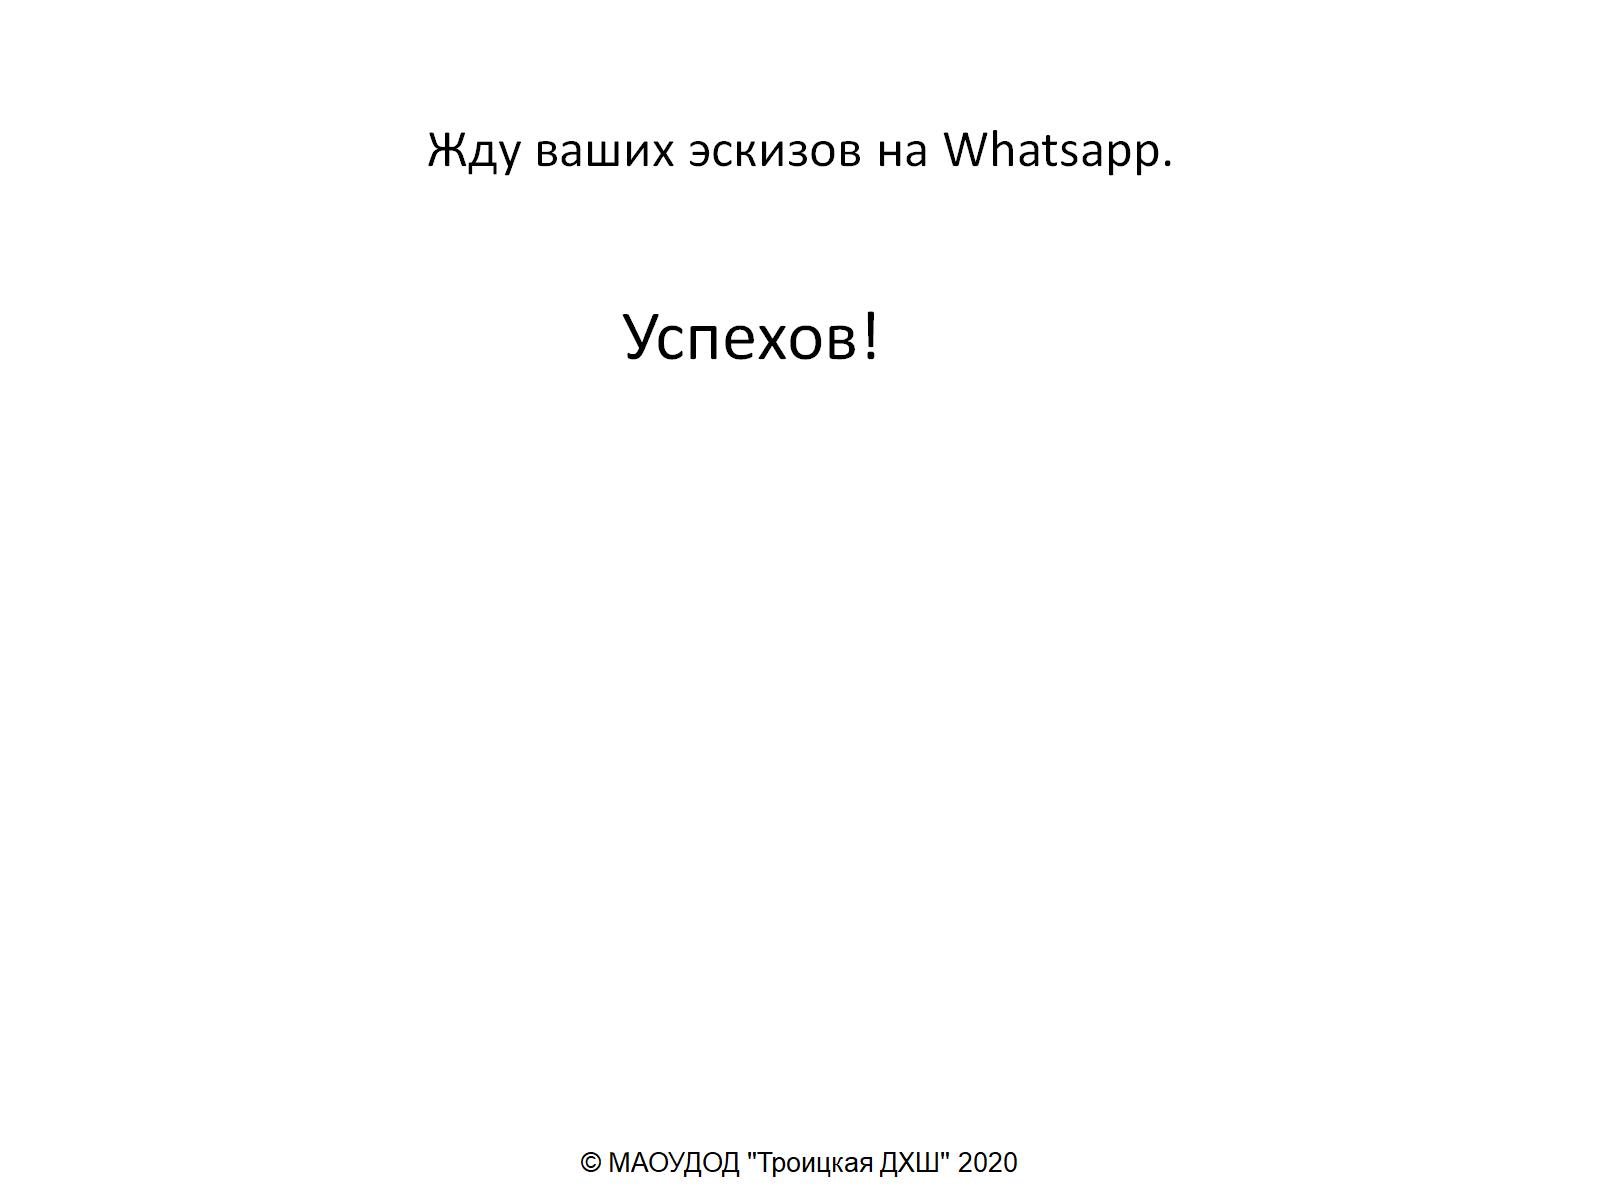 Жду ваших эскизов на Whatsapp.
Успехов!
© МАОУДОД "Троицкая ДХШ" 2020